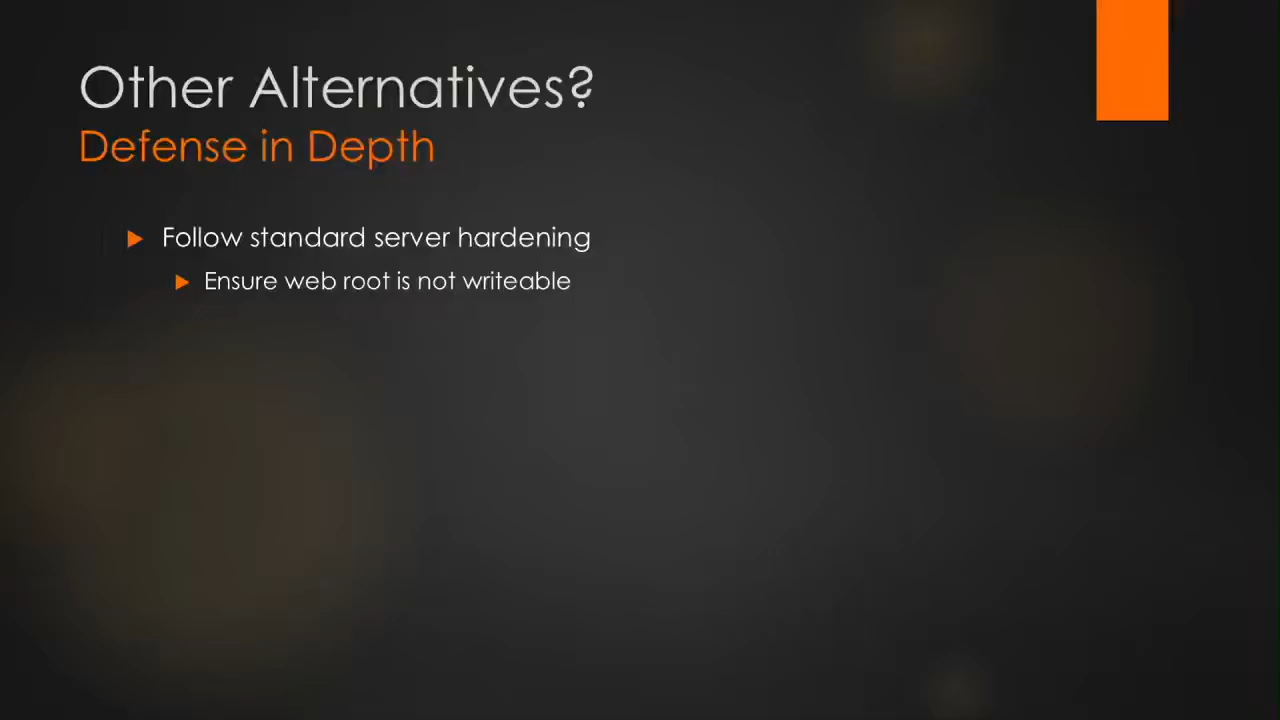 Other Alternatives?
Defense in Depth
Follow standard server hardening
Ensure web root is not writeable